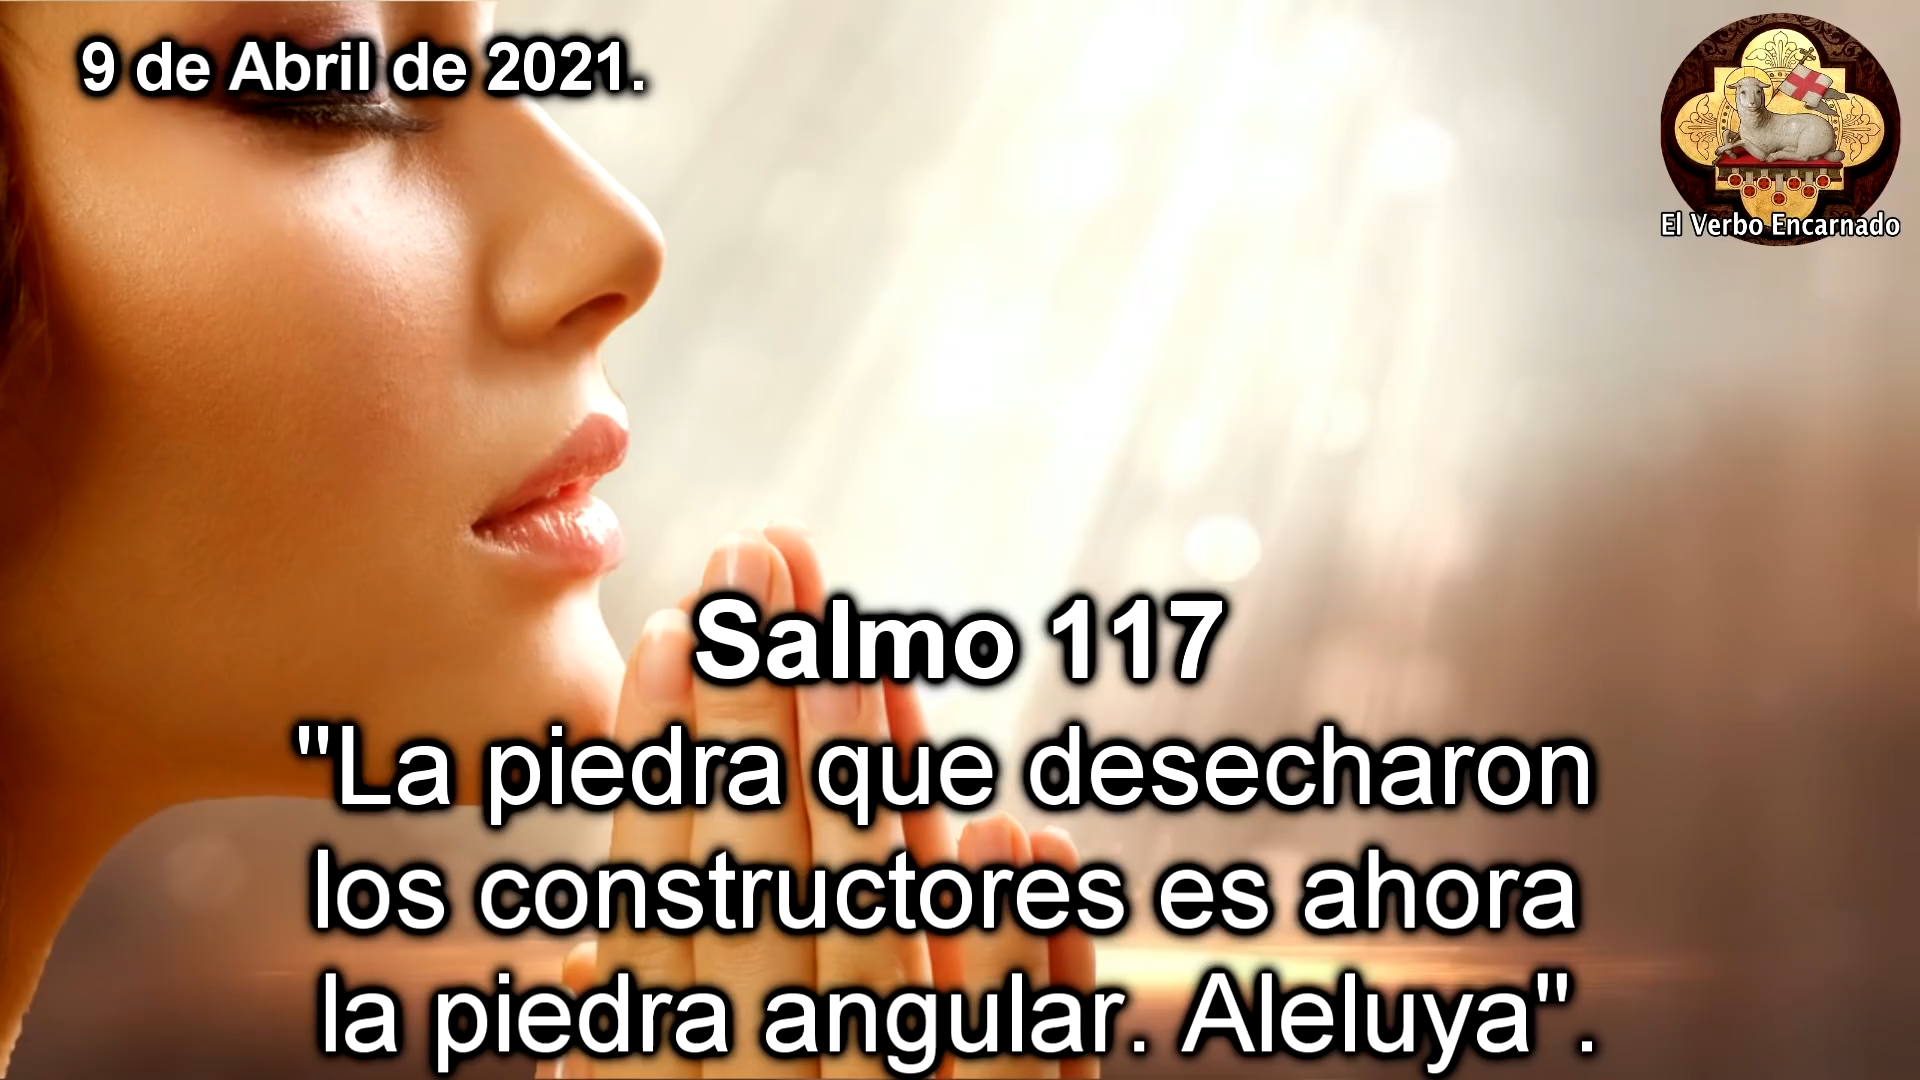 9 de Abril de 2021.
El Verbo Encarnado
Salmo 117
"La piedra que desecharon
los constructores es ahora
la piedra angular. Aleluya".